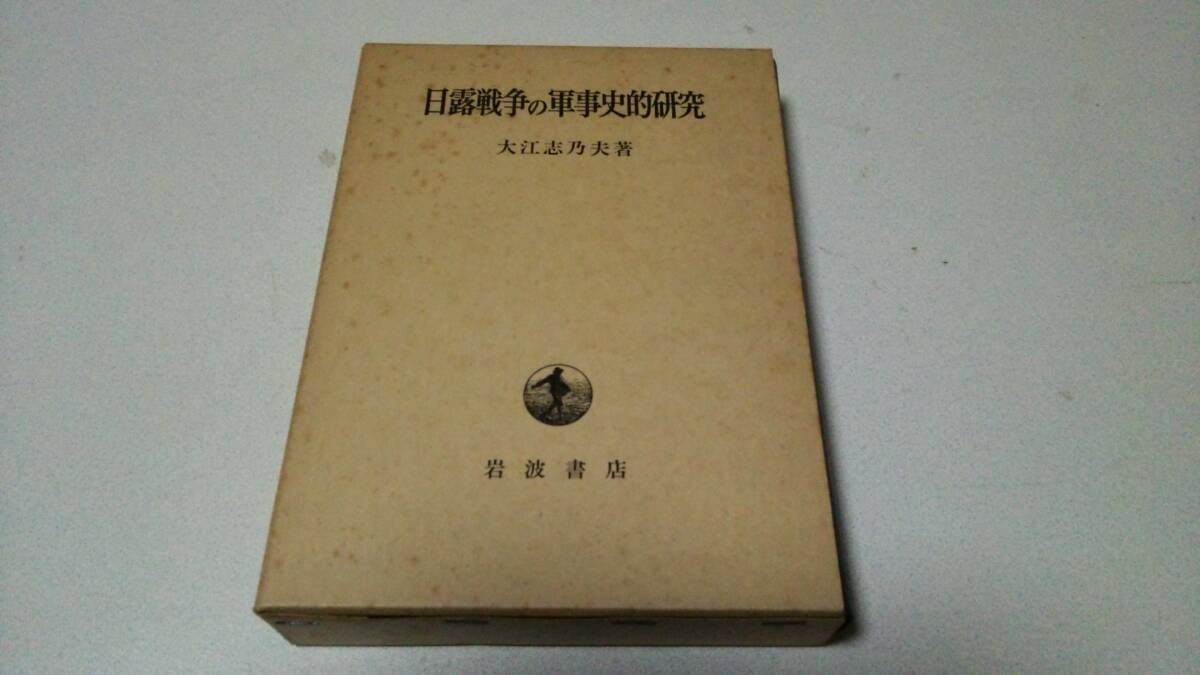 日露戦争の軍事史的研究
大江志乃夫著
岩波書店